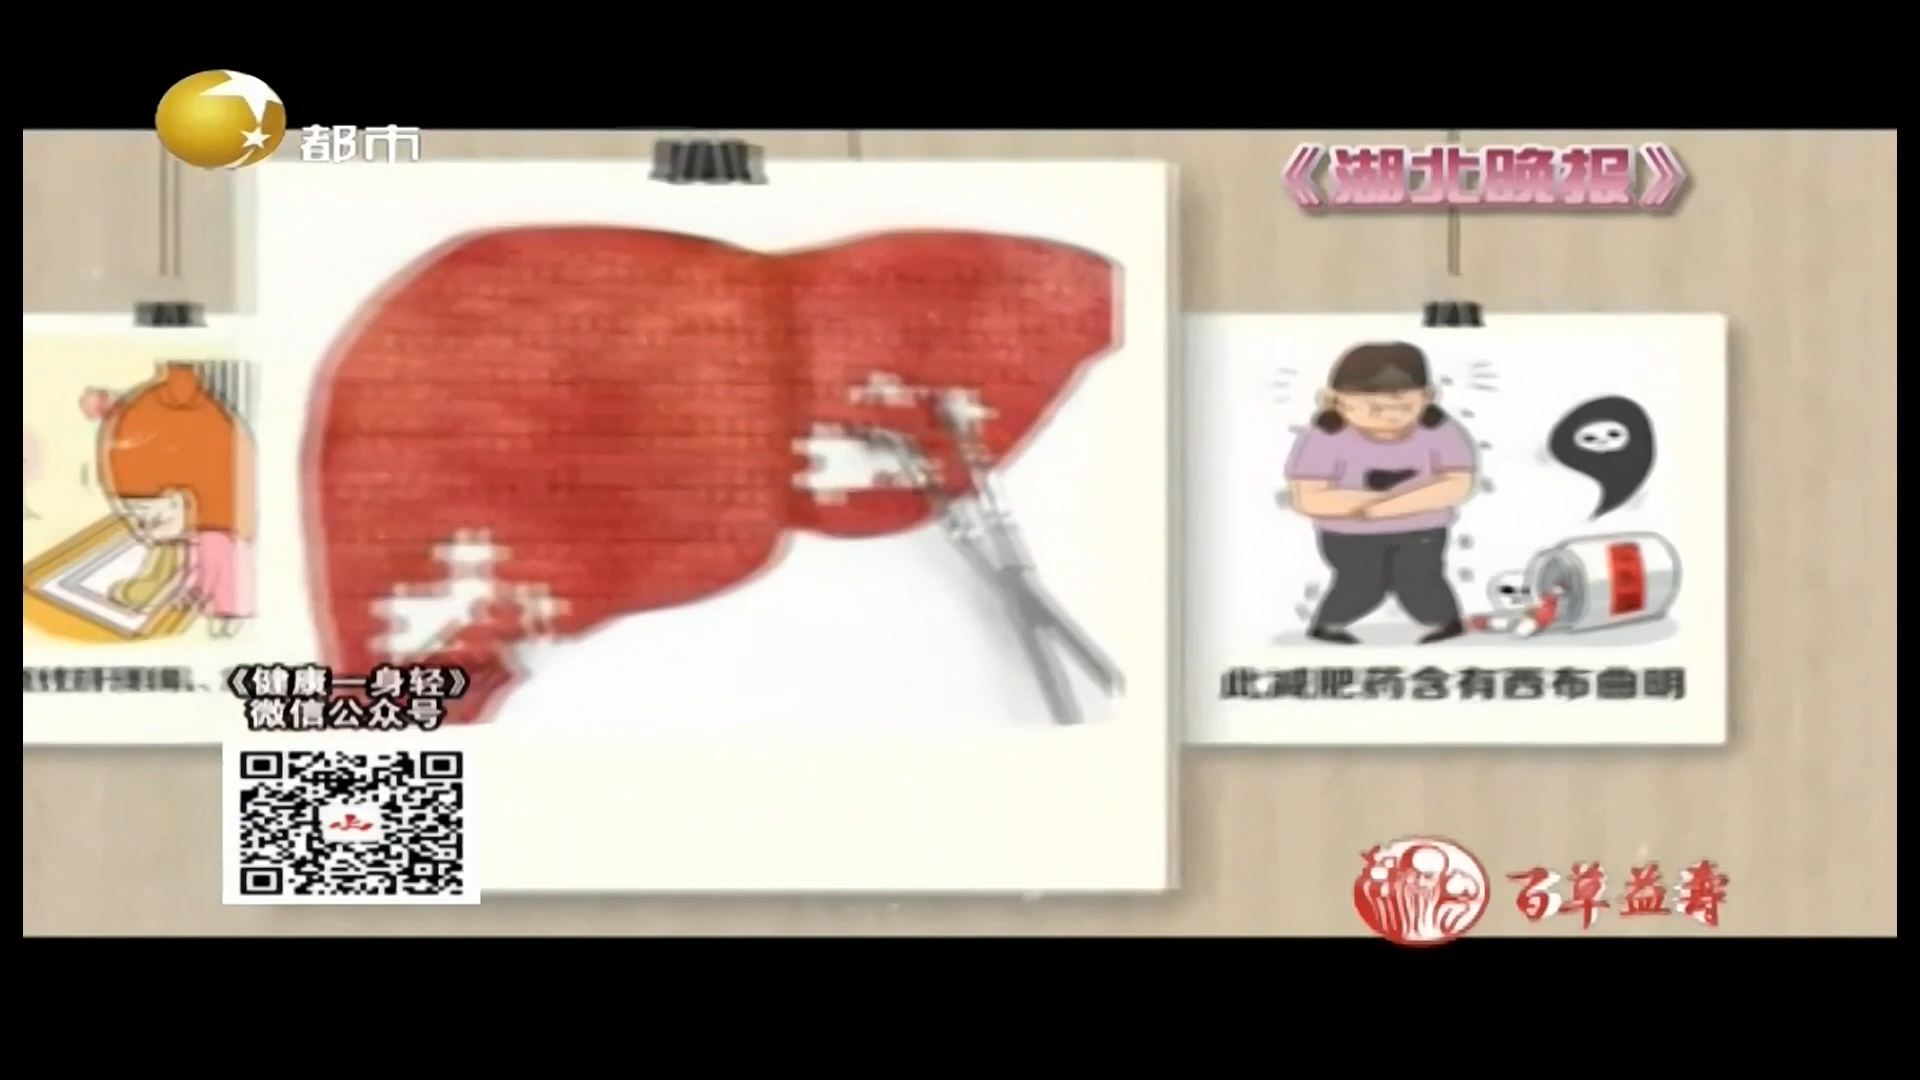 都市
《湖北晚报》
此减肥药含有西布曲明
《健康一身轻》
微信公众号
百草益寿